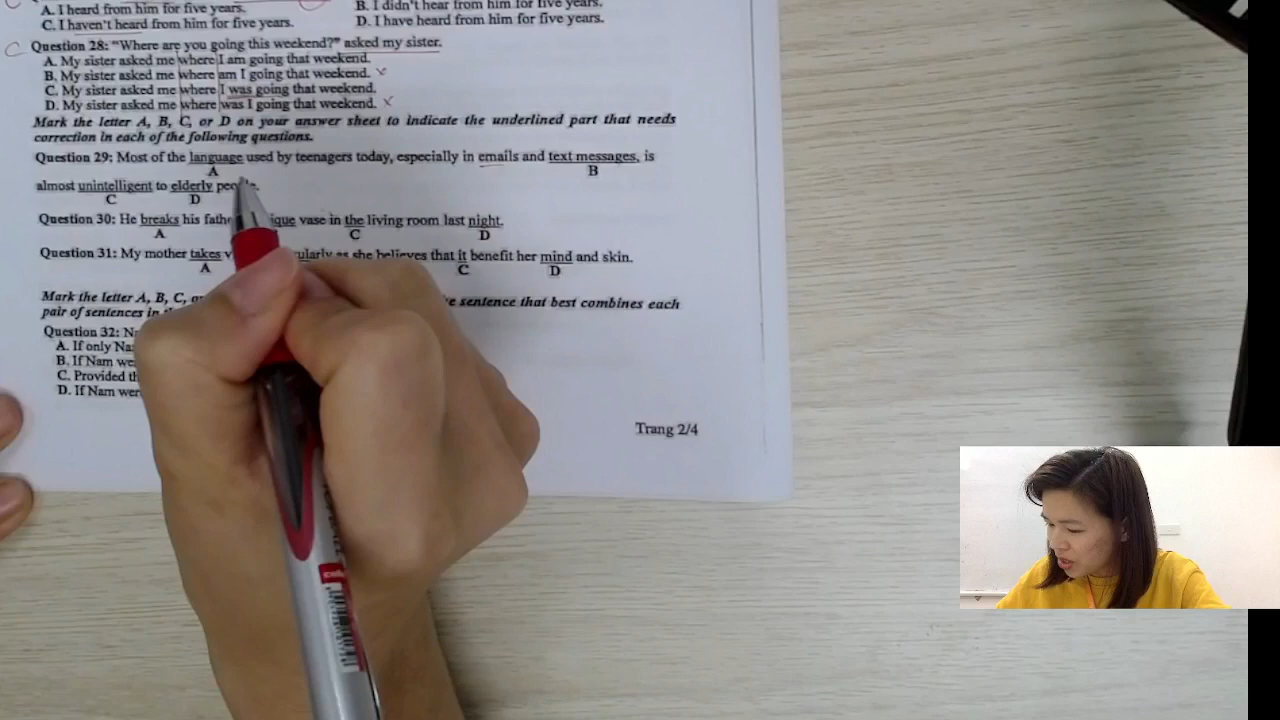 A. I heard from him for five years.
B. I didn't hear from him for five years.
C. I haven't heard from him for five years.
D. I have heard from him for five years.
C Question 28: "Where are you going this weekend?" asked my sister.
A. My sister asked me where I am going that weekend.
B. My sister asked me where am I going that weekend. x
C. My sister asked me where I was going that weekend.
D. My sister asked me where was I going that weekend. x
Mark the letter A, B, C, or D on your answer sheet to indicate the underlined part that needs
correction in each of the following questions.
Question 29: Most of the language used by teenagers today, especially in emails and text messages, is
A B
almost unintelligent to elderly
C D
Question 30: He breaks his vase in the living room last night.
A C D
Question 31: My mother takes as she believes that it benefit her mind and skin.
A C D
Mark the letter A, B, C, sentence that best combines each
pair of sentences in
Question 32:
A. If only
B. If Nam
C. Provided
D. If Nam
Trang 2/4